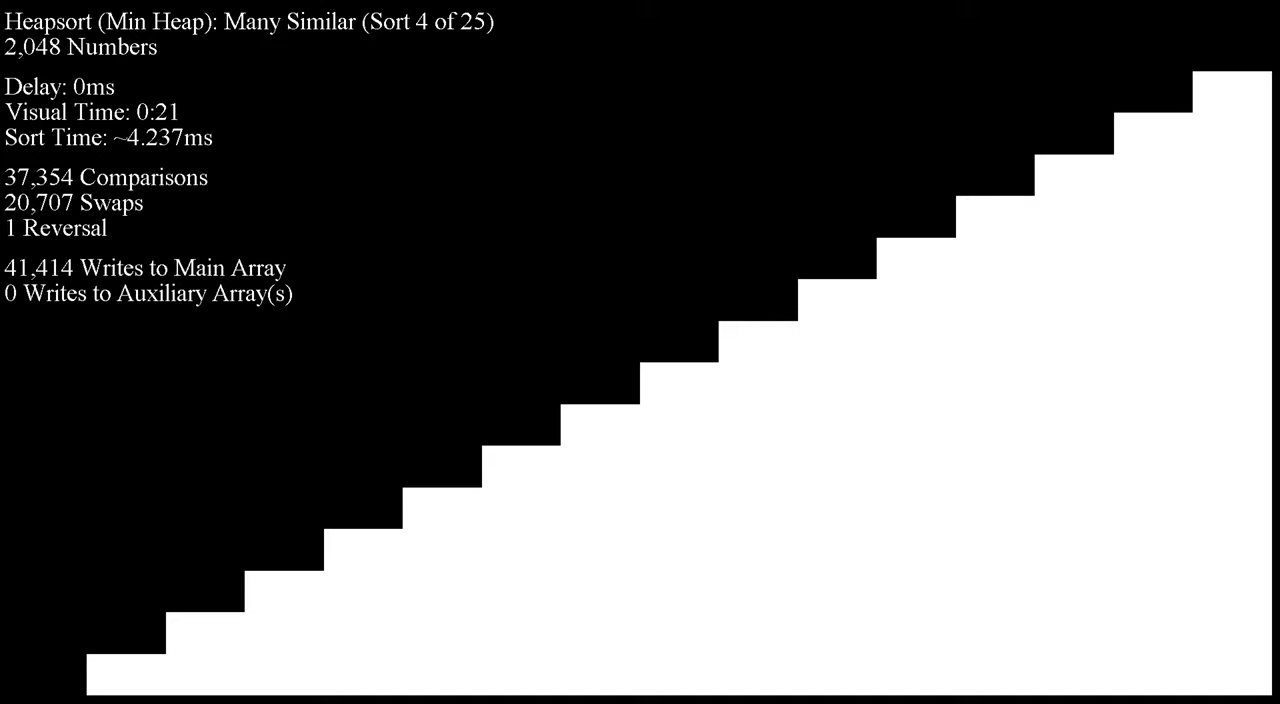 Heapsort (Min Heap): Many Similar (Sort 4 of 25)
2,048 Numbers
Delay: 0ms
Visual Time: 0:21
Sort Time: ~4.237ms
37,354 Comparisons
20,707 Swaps
1 Reversal
41,414 Writes to Main Array
0 Writes to Auxiliary Array(s)